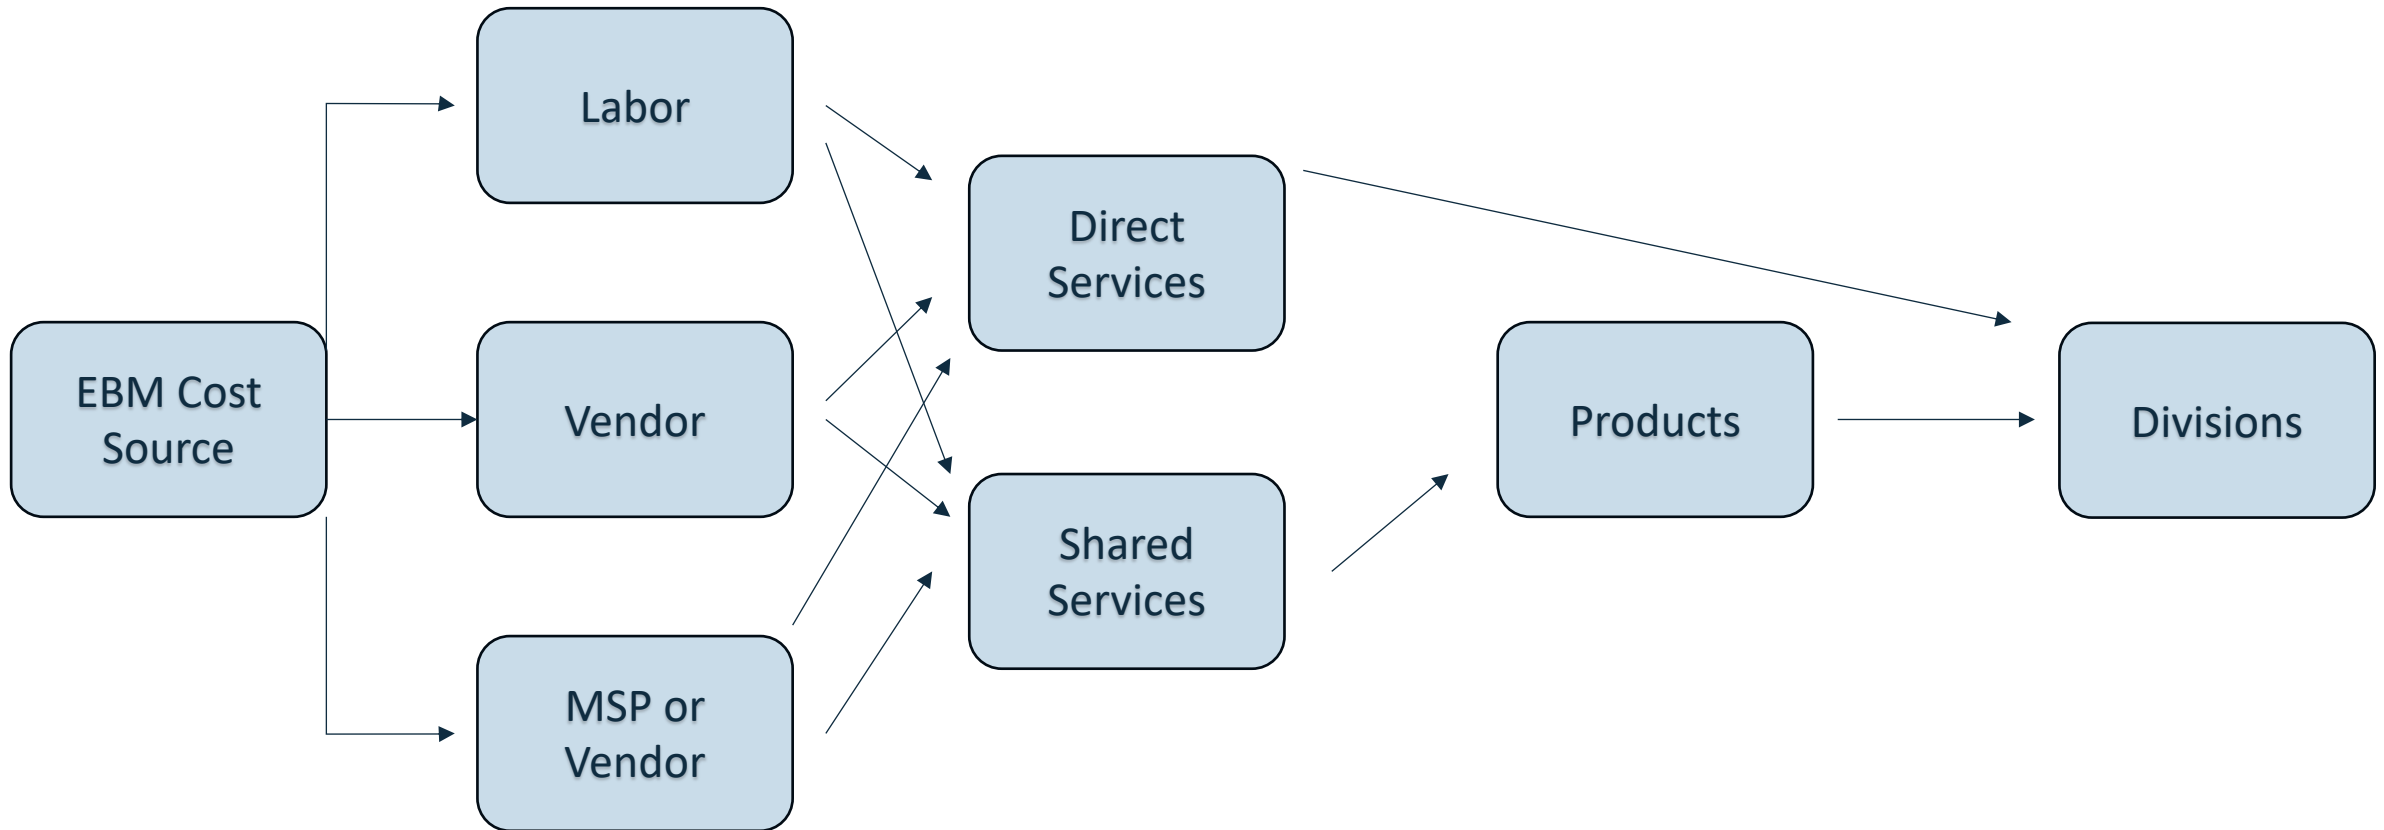 Labor
Direct
Services
EBM Cost
Source
Vendor
Products
Divisions
Shared
Services
MSP or
Vendor